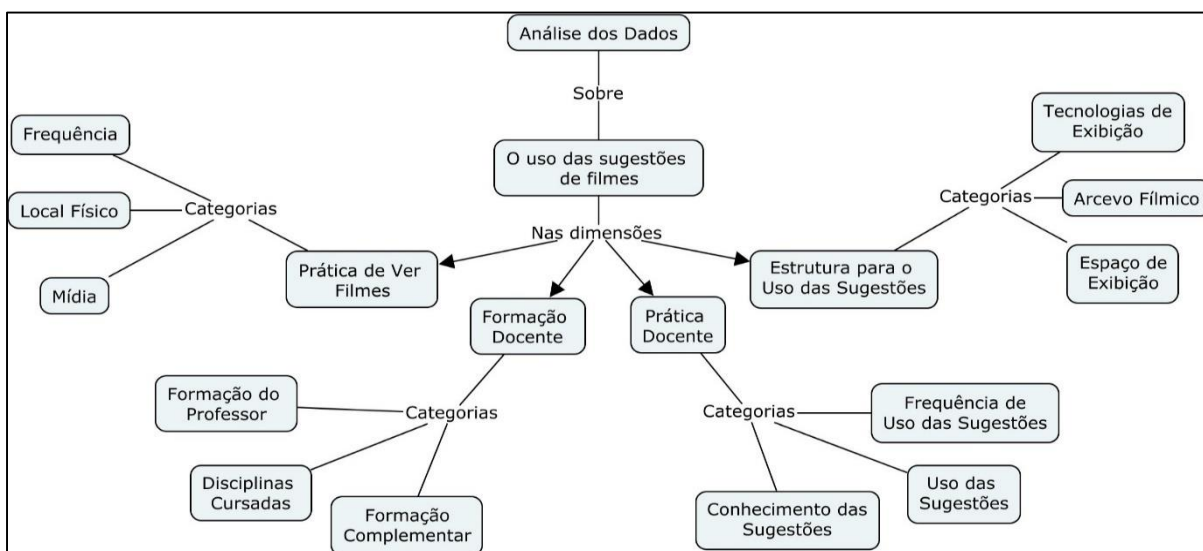 Análise dos Dados
Sobre
O uso das sugestões
de filmes
Nas dimensões
Prática de Ver
Filmes
Categorias
Frequência
Local Físico
Mídia
Formação
Docente
Categorias
Formação do
Professor
Disciplinas
Cursadas
Formação
Complementar
Prática
Docente
Categorias
Frequência de
Uso das Sugestões
Uso das
Sugestões
Conhecimento das
Sugestões
Estrutura para o
Uso das Sugestões
Categorias
Tecnologias de
Exibição
Arcevo Fílmico
Espaço de
Exibição